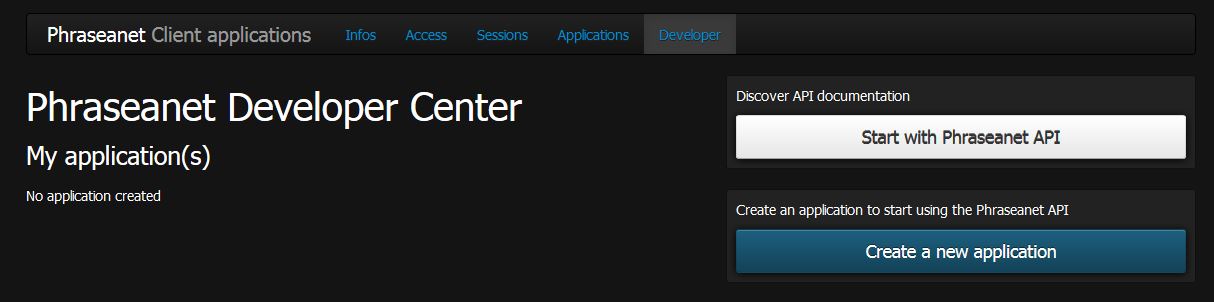 Phraseanet Client applications Infos Access Sessions Applications Developer
Phraseanet Developer Center
My application(s)
No application created
Discover API documentation
Start with Phraseanet API
Create an application to start using the Phraseanet API
Create a new application